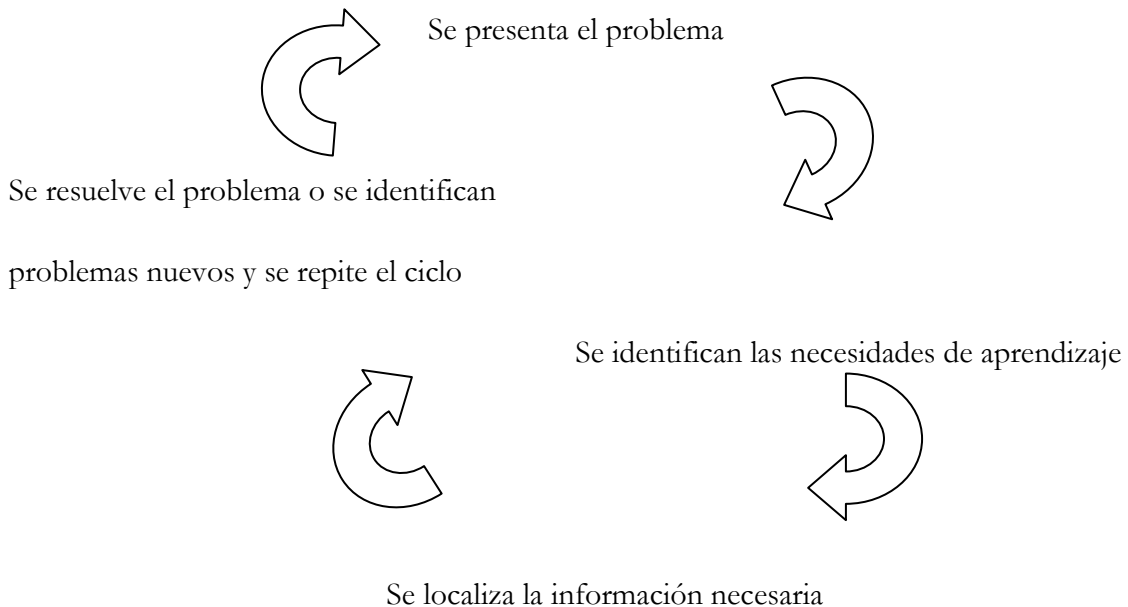 Se presenta el problema
Se resuelve el problema o se identifican
problemas nuevos y se repite el ciclo
Se identifican las necesidades de aprendizaje
Se localiza la información necesaria